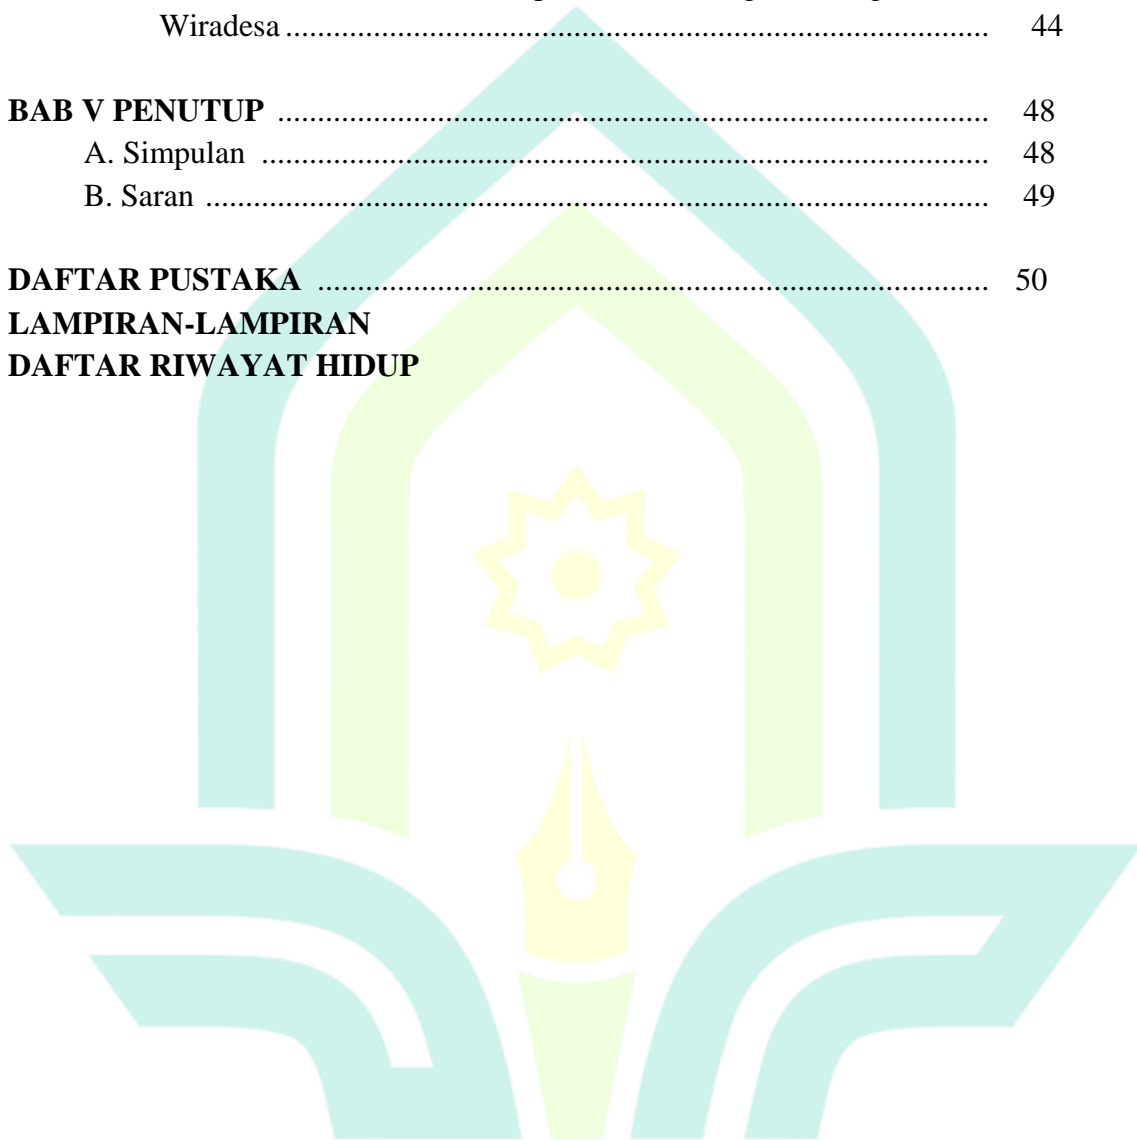 Wiradesa ........................................................................................ 44
BAB V PENUTUP ......................................................................................... 48
A. Simpulan ........................................................................................... 48
B. Saran .................................................................................................. 49
DAFTAR PUSTAKA .................................................................................... 50
LAMPIRAN-LAMPIRAN
DAFTAR RIWAYAT HIDUP